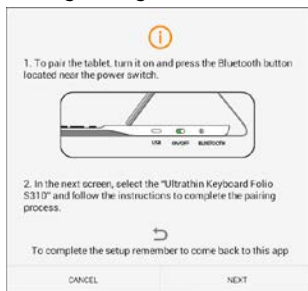 1. To pair the tablet, turn it on and press the Bluetooth button
located near the power switch.
USB ON/OFF BLUETOOTH
2. In the next screen, select the "Ultrathin Keyboard Folio
S310" and follow the instructions to complete the pairing
process.
To complete the setup remember to come back to this app
CANCEL NEXT